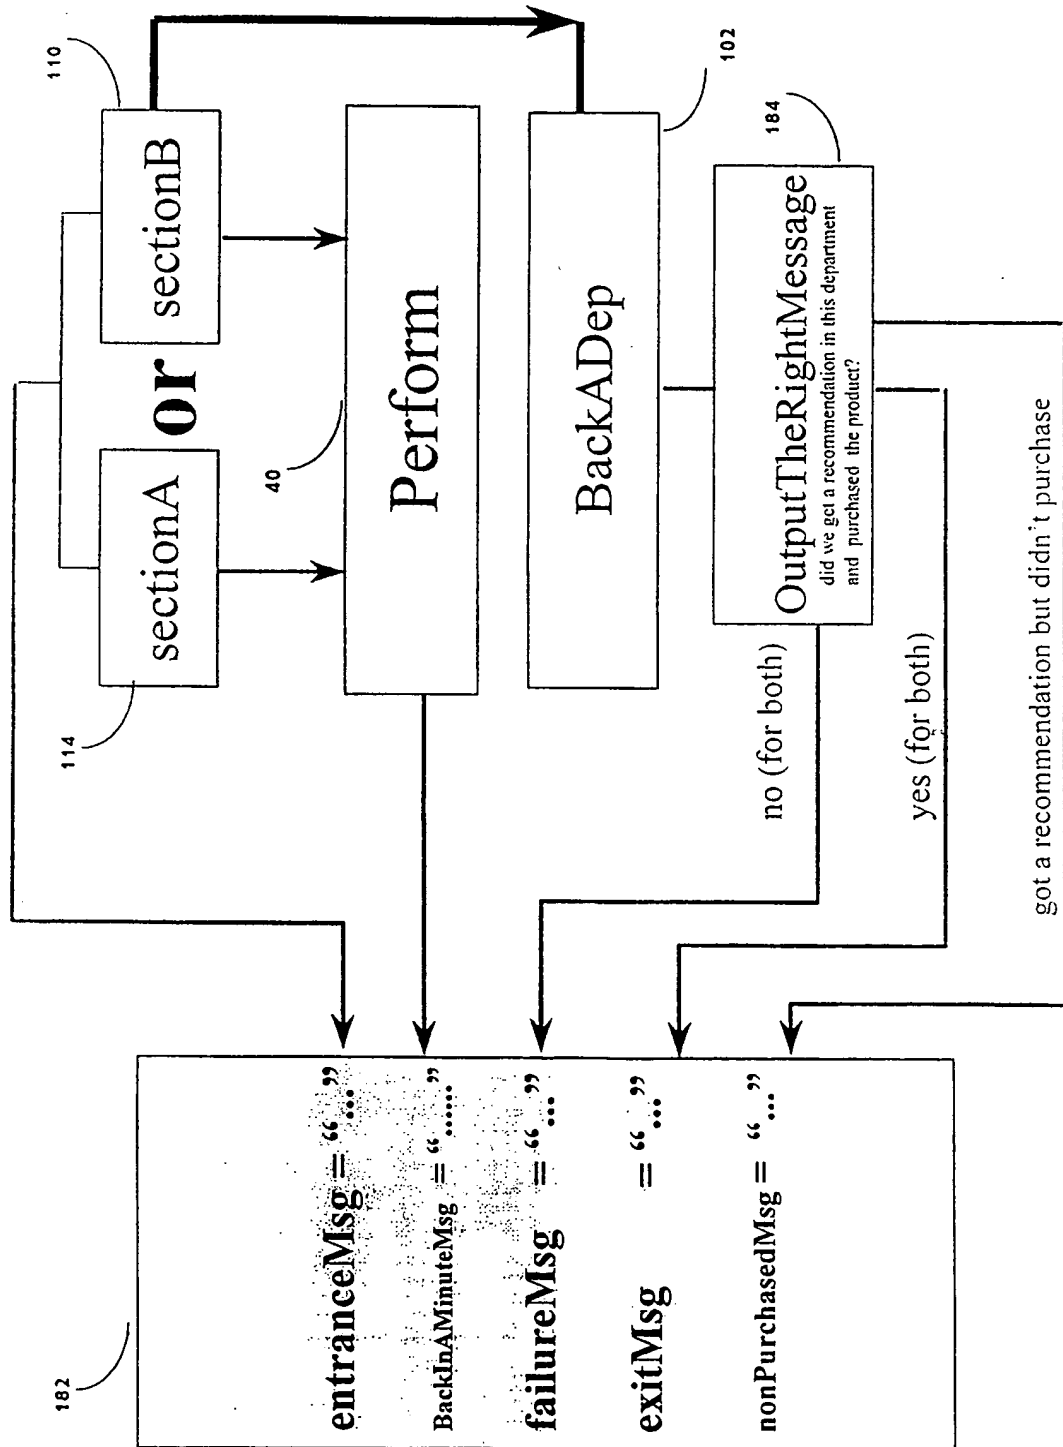 182
entranceMsg = “...”
BackInAMinuteMsg = “......”
failureMsg = “...”
exitMsg = “...”
nonPurchasedMsg = “...”
110
114
sectionA or sectionB
40
Perform
102
BackADep
184
OutputTheRightMessage
did we get a recommendation in this department
and purchased the product?
no (for both)
yes (for both)
got a recommendation but didn't purchase